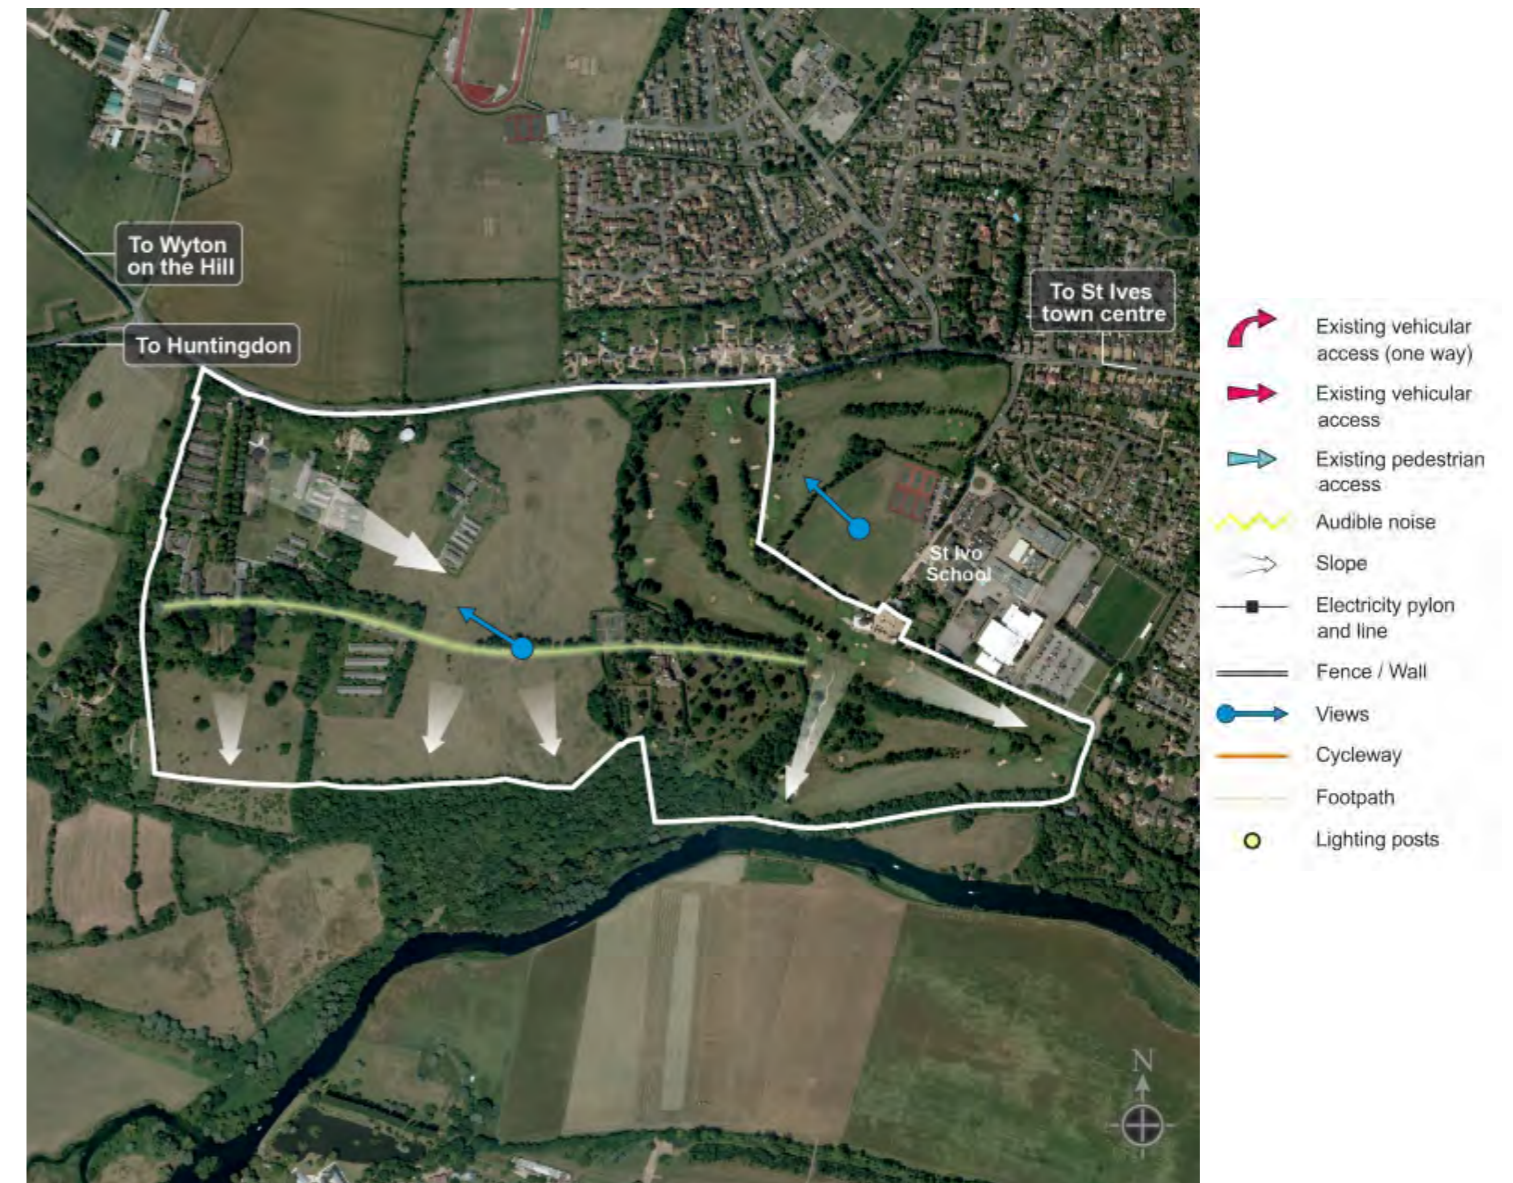 To Wyton
on the Hill
To Huntingdon
To St Ives
town centre
St Ivo
School
N
Existing vehicular
access (one way)
Existing vehicular
access
Existing pedestrian
access
Audible noise
Slope
Electricity pylon
and line
Fence / Wall
Views
Cycleway
Footpath
Lighting posts